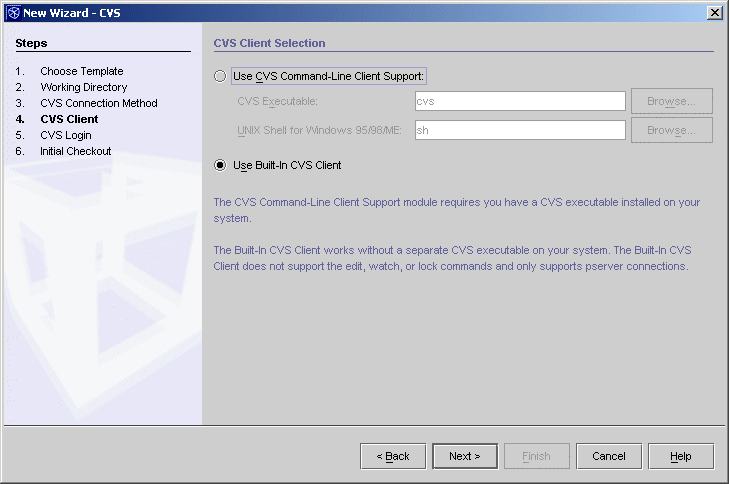 New Wizard - CVS
Steps
1. Choose Template
2. Working Directory
3. CVS Connection Method
4. CVS Client
5. CVS Login
6. Initial Checkout
CVS Client Selection
Use CVS Command-Line Client Support:
CVS Executable:
cvs
Browse...
UNIX Shell for Windows 95/98/ME:
sh
Browse...
Use Built-In CVS Client
The CVS Command-Line Client Support module requires you have a CVS executable installed on your
system.
The Built-In CVS Client works without a separate CVS executable on your system. The Built-In CVS
Client does not support the edit, watch, or lock commands and only supports pserver connections.
< Back
Next >
Finish
Cancel
Help